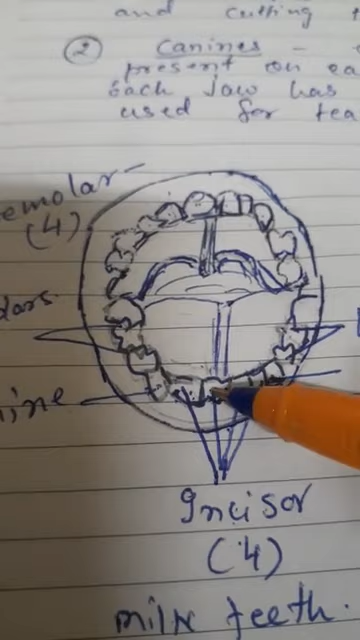 and cutting
② Canines -
present on ea
Each jaw has
used for tea
emolar
(4)
lars
nine
Incisor
(4)
milk teeth.